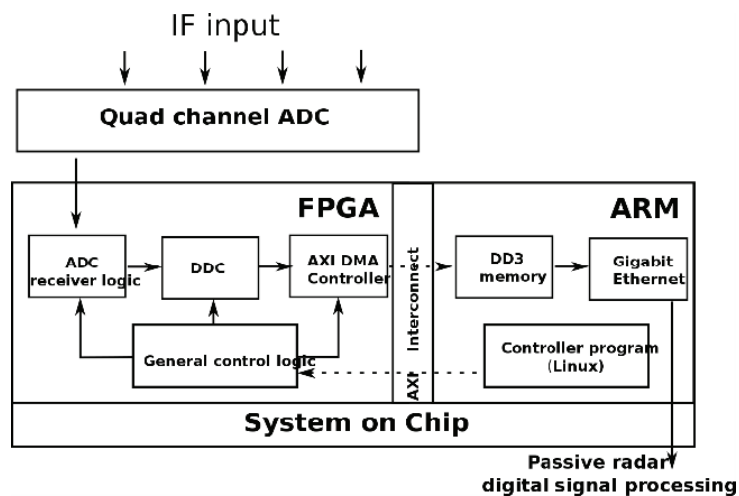 IF input
Quad channel ADC
FPGA
ARM
ADC
receiver logic
DDC
AXI DMA
Controller
AXI Interconnect
DD3
memory
Gigabit
Ethernet
General control logic
Controller program
(Linux)
System on Chip
Passive radar
digital signal processing